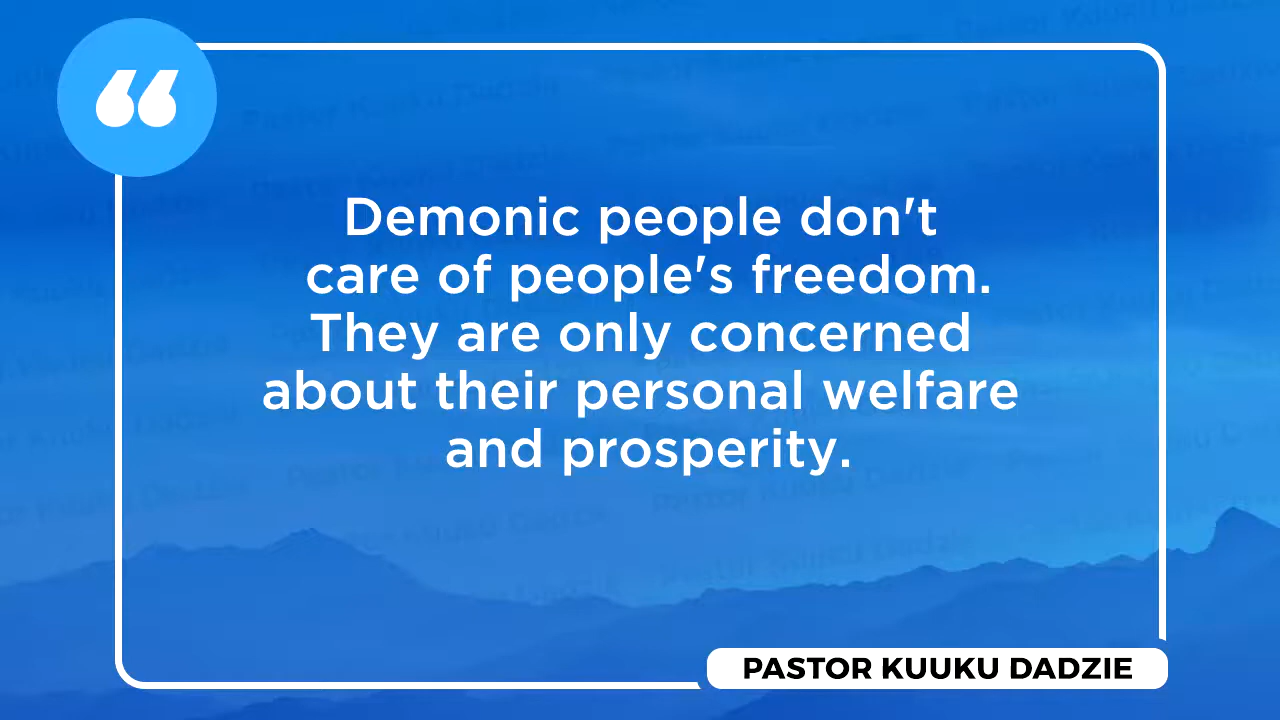 Demonic people don't
care of people's freedom.
They are only concerned
about their personal welfare
and prosperity.
PASTOR KUUKU DADZIE